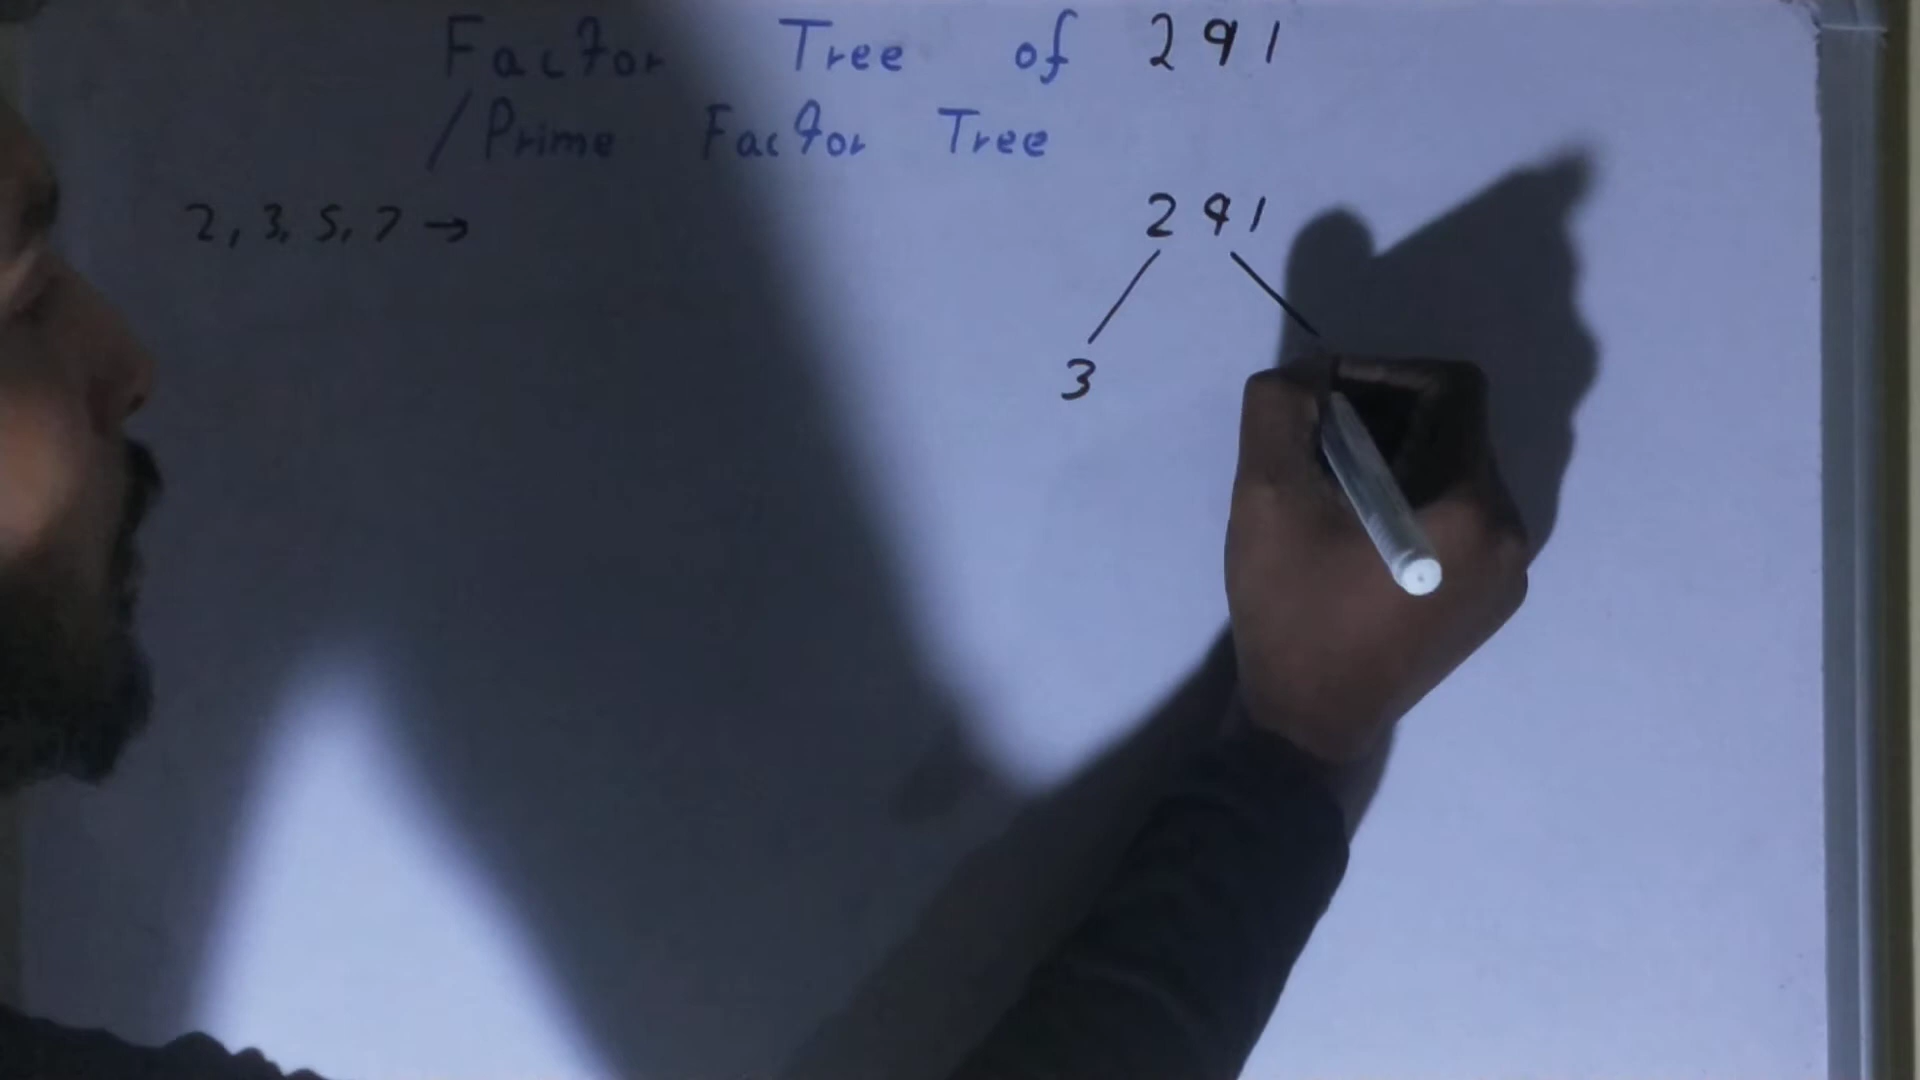 Factor Tree of 291
/Prime Factor Tree
2, 3, 5, 7 →
291
3